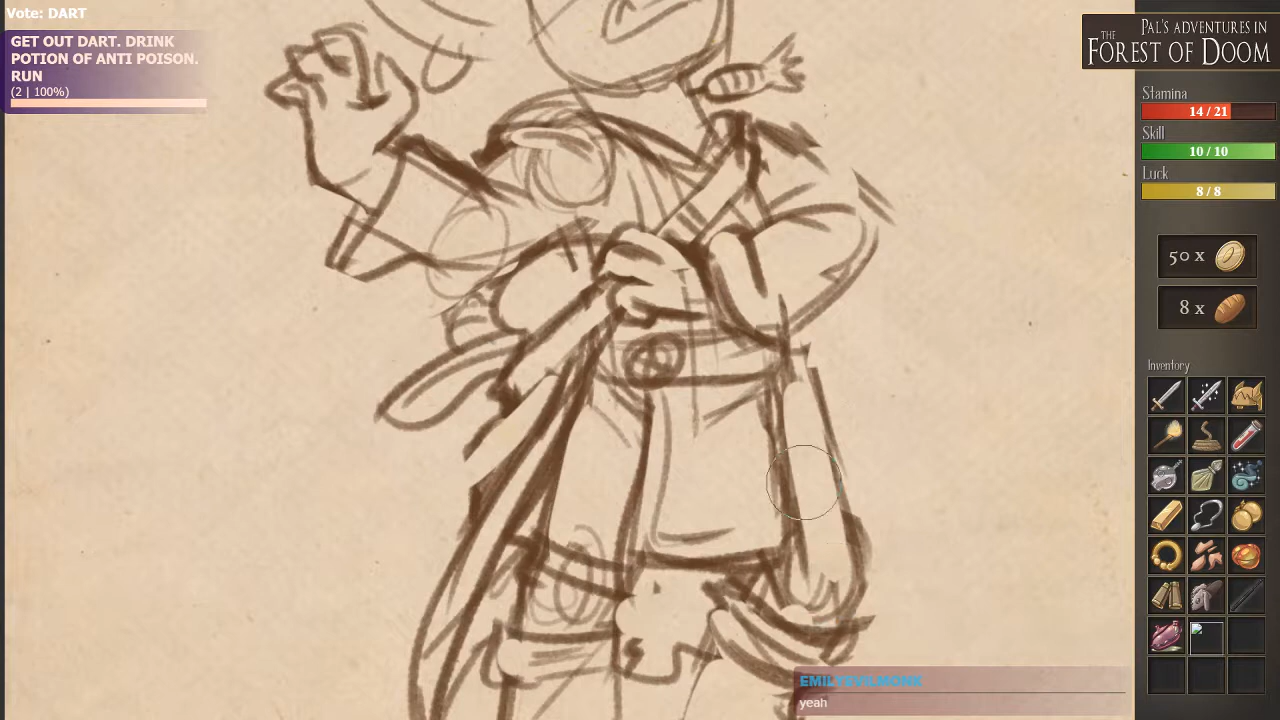 Vote: DART
GET OUT DART. DRINK
POTION OF ANTI POISON.
RUN
(2 | 100%)
PAL'S ADVENTURES IN
THE
FOREST OF DOOM
Stamina
14 / 21
Skill
10 / 10
Luck
8 / 8
50 x
8 x
Inventory
EMILYSVILMONK
yeah